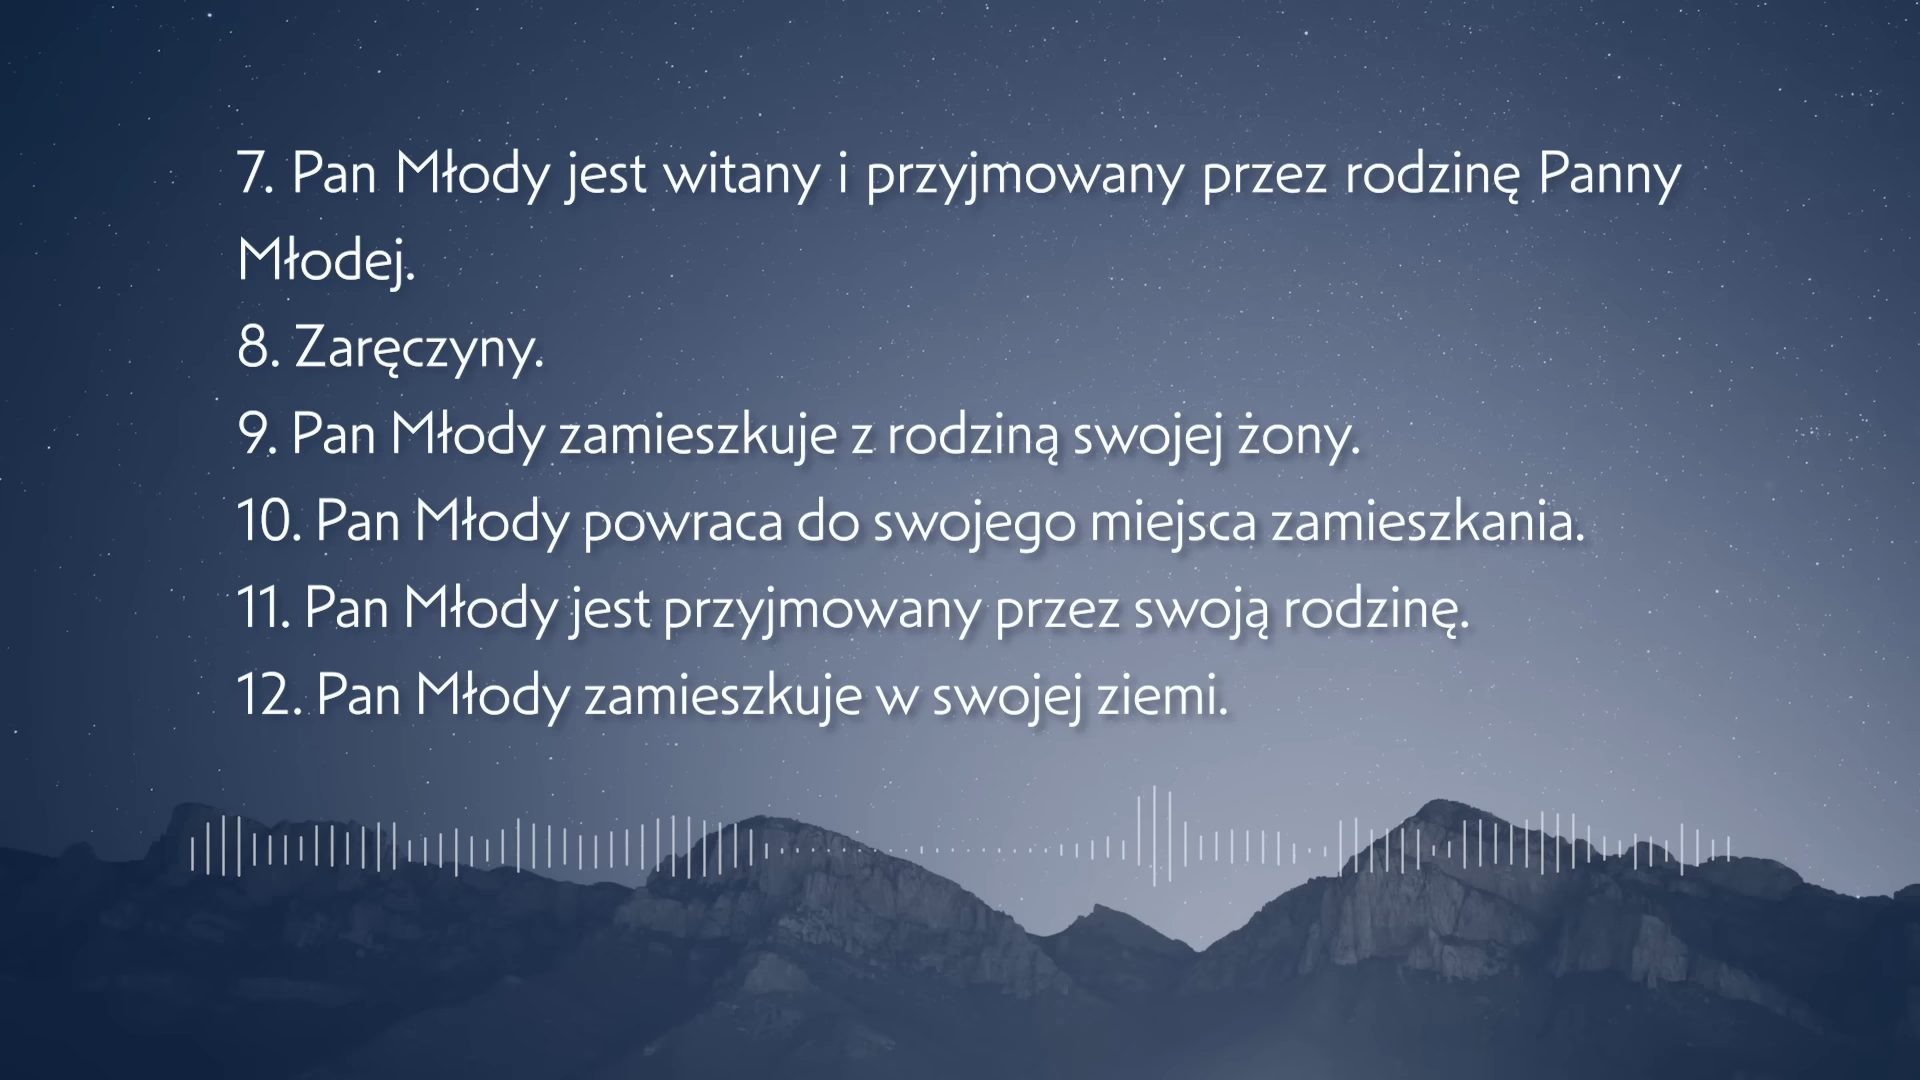 7. Pan Młody jest witany i przyjmowany przez rodzinę Panny
Młodej.
8. Zaręczyny.
9. Pan Młody zamieszkuje z rodziną swojej żony.
10. Pan Młody powraca do swojego miejsca zamieszkania.
11. Pan Młody jest przyjmowany przez swoją rodzinę.
12. Pan Młody zamieszkuje w swojej ziemi.